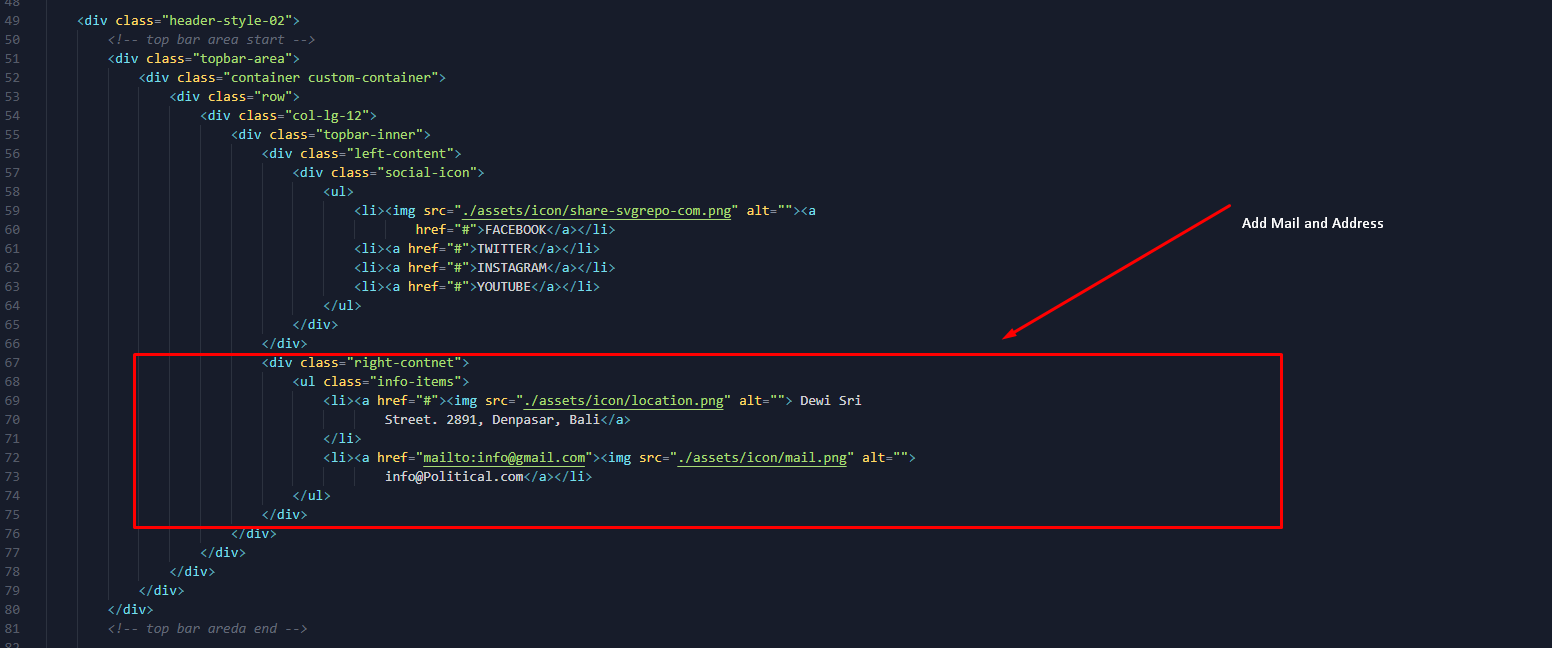 48
49 <div class="header-style-02">
50 <!-- top bar area start -->
51 <div class="topbar-area">
52 <div class="container custom-container">
53 <div class="row">
54 <div class="col-lg-12">
55 <div class="topbar-inner">
56 <div class="left-content">
57 <div class="social-icon">
58 <ul>
59 <li><img src="./assets/icon/share-svgrepo-com.png" alt=""><a
60 href="#">FACEBOOK</a></li>
61 <li><a href="#">TWITTER</a></li>
62 <li><a href="#">INSTAGRAM</a></li>
63 <li><a href="#">YOUTUBE</a></li>
64 </ul>
65 </div>
66 </div>
67 <div class="right-contnet">
68 <ul class="info-items">
69 <li><a href="#"><img src="./assets/icon/location.png" alt=""> Dewi Sri
70 Street. 2891, Denpasar, Bali</a>
71 </li>
72 <li><a href="mailto:info@gmail.com"><img src="./assets/icon/mail.png" alt="">
73 info@Political.com</a></li>
74 </ul>
75 </div>
76 </div>
77 </div>
78 </div>
79 </div>
80 </div>
81 <!-- top bar areda end -->
82
Add Mail and Address